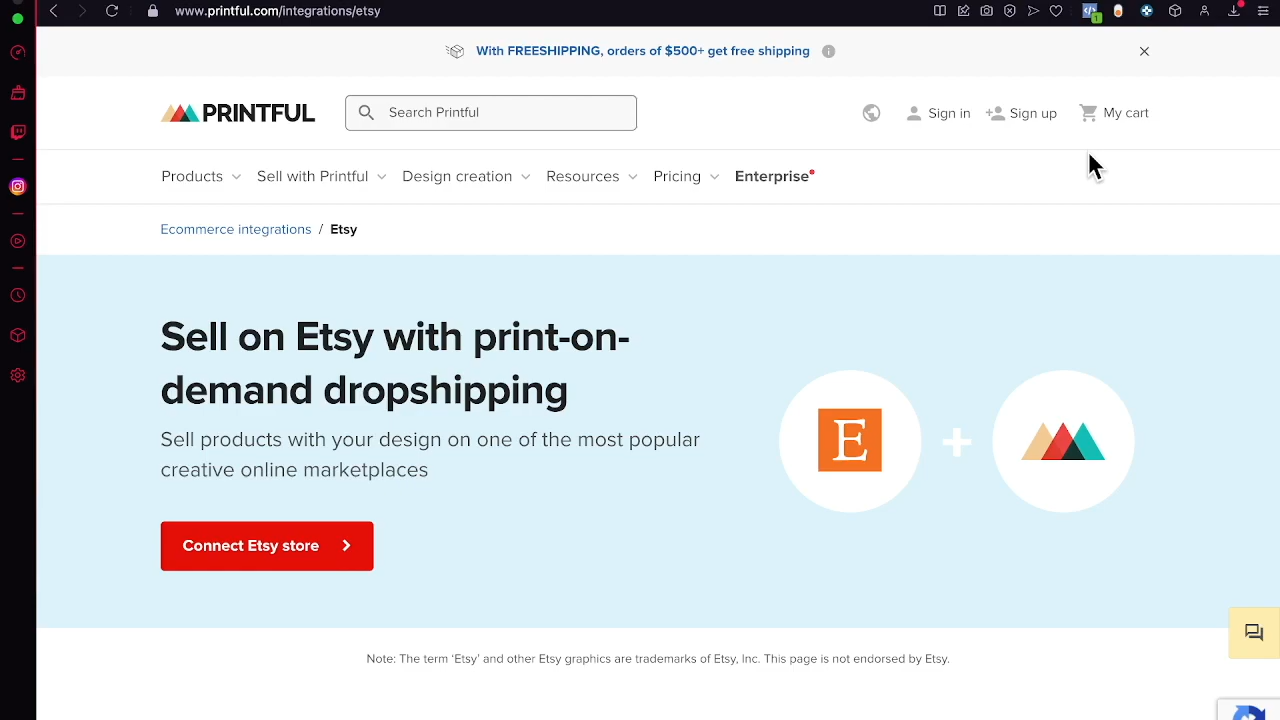 www.printful.com/integrations/etsy
1
With FREESHIPPING, orders of $500+ get free shipping
PRINTFUL
Search Printful
Sign in
Sign up
My cart
Products
Sell with Printful
Design creation
Resources
Pricing
Enterprise
Ecommerce integrations / Etsy
Sell on Etsy with print-on-
demand dropshipping
Sell products with your design on one of the most popular
creative online marketplaces
E
Connect Etsy store
Note: The term ‘Etsy’ and other Etsy graphics are trademarks of Etsy, Inc. This page is not endorsed by Etsy.